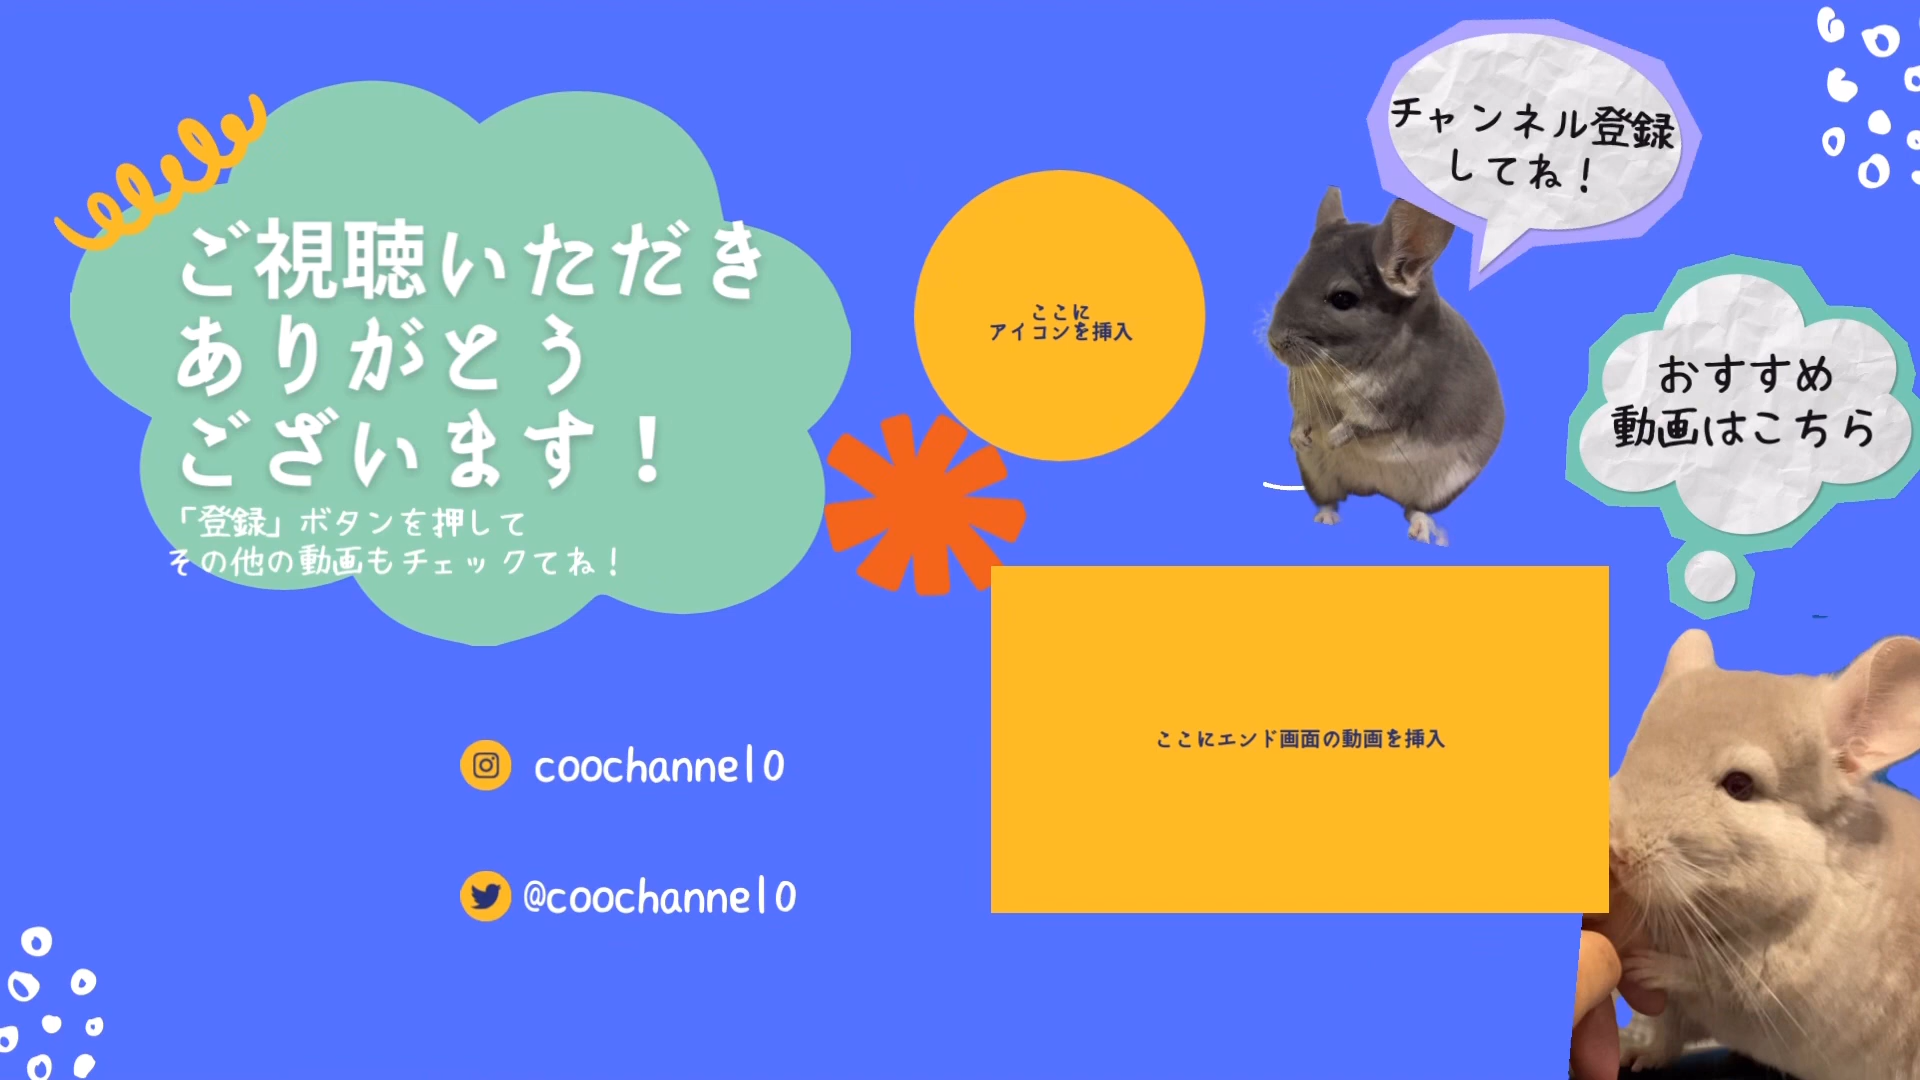 ご視聴いただき
ありがとう
ございます！
「登録」ボタンを押して
その他の動画もチェックてね！
ここに
アイコンを挿入
チャンネル登録
してね！
おすすめ
動画はこちら
ここにエンド画面の動画を挿入
coochannel0
@coochannel0